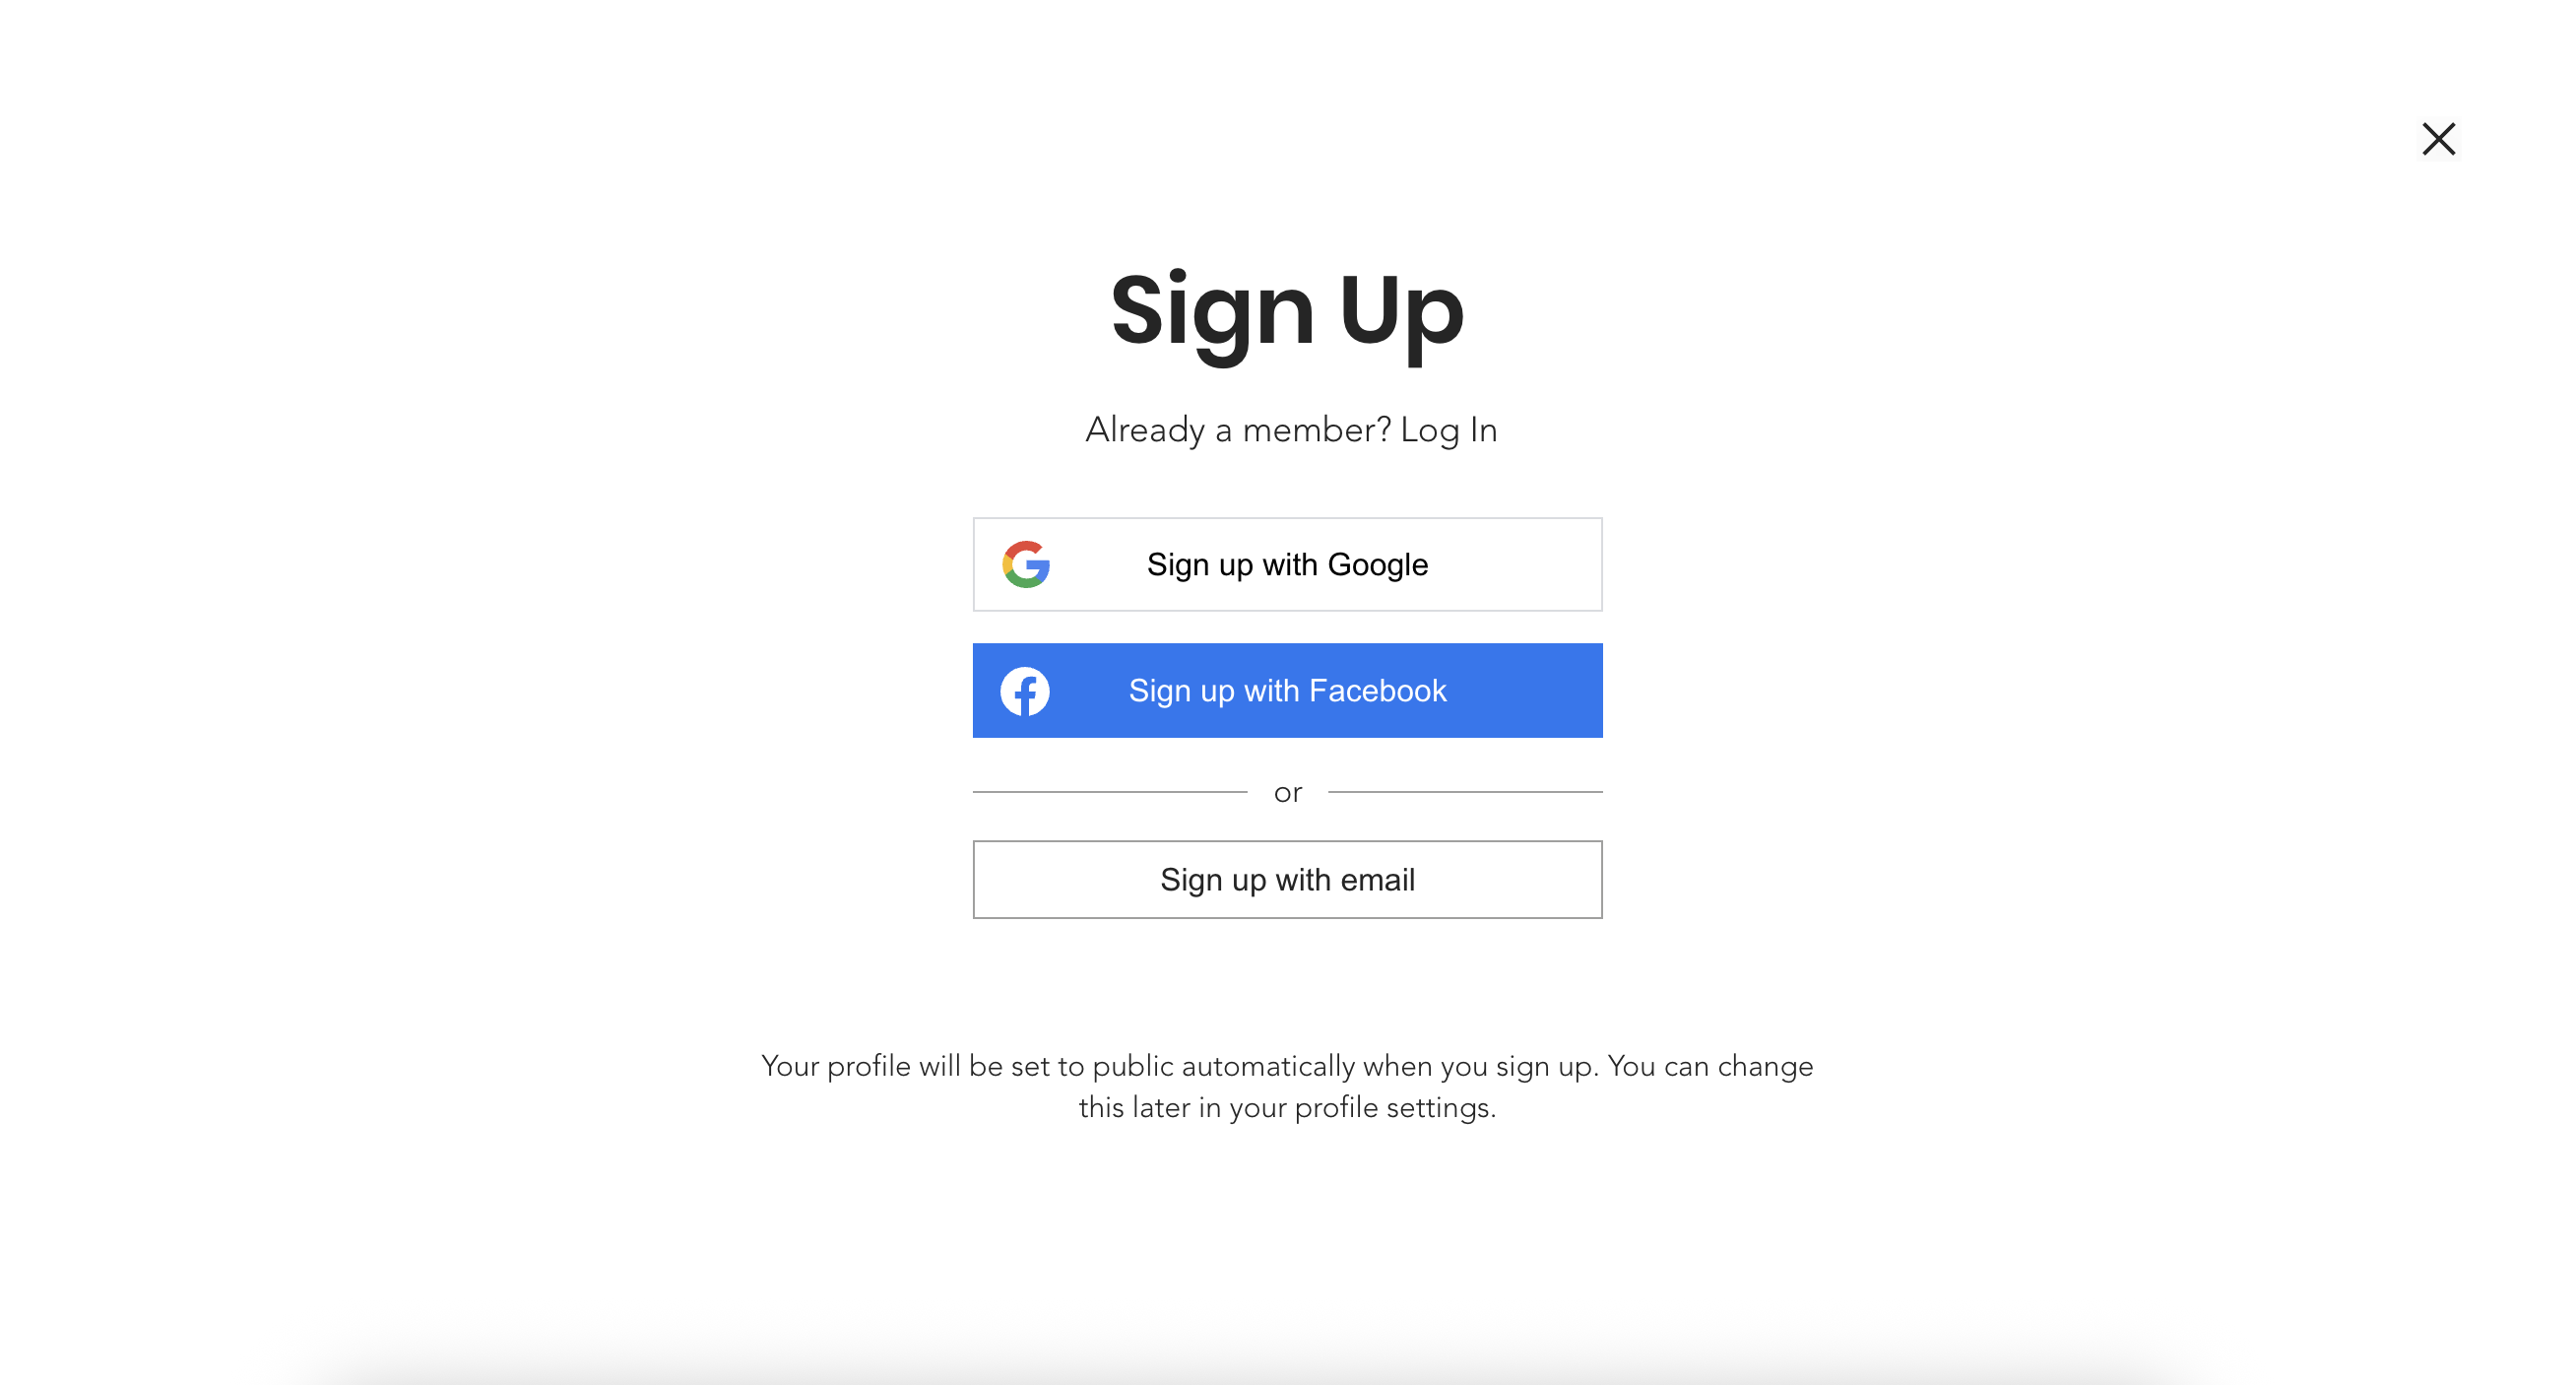 Sign Up
Already a member? Log In
Sign up with Google
Sign up with Facebook
or
Sign up with email
Your profile will be set to public automatically when you sign up. You can change
this later in your profile settings.